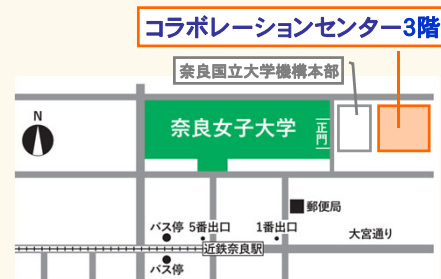 コラボレーションセンター3階
奈良国立大学機構本部
N
奈良女子大学
正門
郵便局
バス停 5番出口 1番出口
大宮通り
近鉄奈良駅
バス停